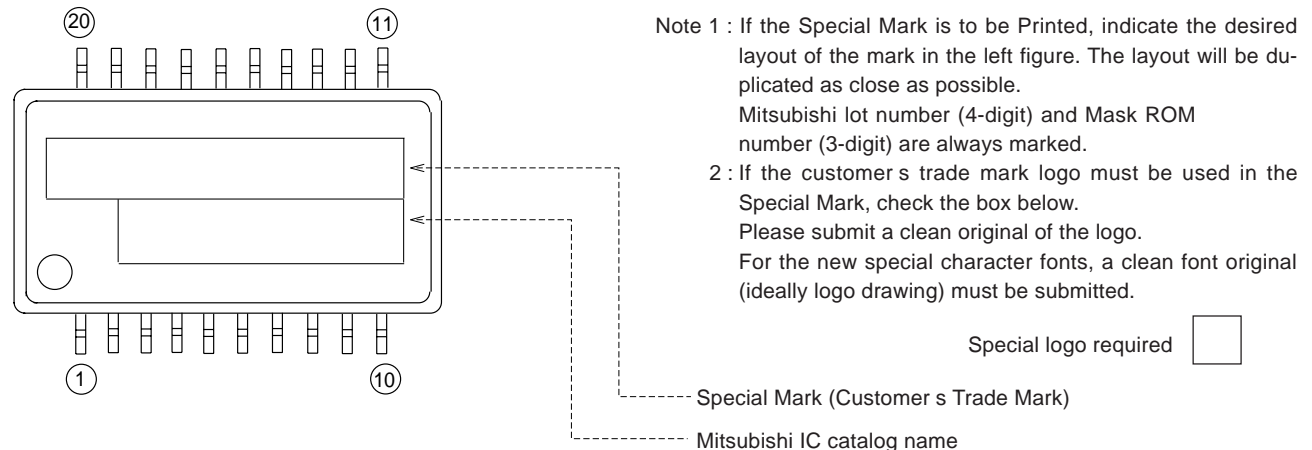 20 11
1 10
Note 1 : If the Special Mark is to be Printed, indicate the desired
layout of the mark in the left figure. The layout will be du-
plicated as close as possible.
Mitsubishi lot number (4-digit) and Mask ROM
number (3-digit) are always marked.
2 : If the customer s trade mark logo must be used in the
Special Mark, check the box below.
Please submit a clean original of the logo.
For the new special character fonts, a clean font original
(ideally logo drawing) must be submitted.
Special logo required
Special Mark (Customer s Trade Mark)
Mitsubishi IC catalog name